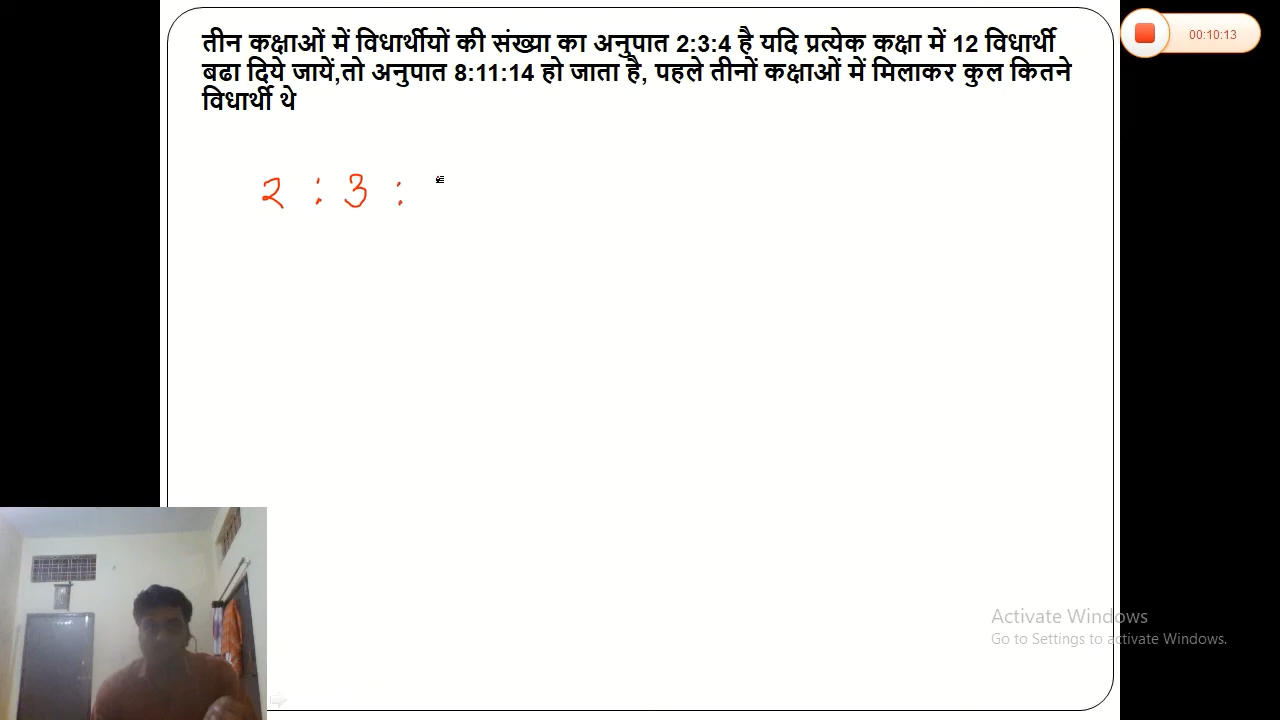 00:10:13
तीन कक्षाओं में विधार्थीयों की संख्या का अनुपात 2:3:4 है यदि प्रत्येक कक्षा में 12 विधार्थी
बढा दिये जायें,तो अनुपात 8:11:14 हो जाता है, पहले तीनों कक्षाओं में मिलाकर कुल कितने
विधार्थी थे
2 : 3 :
Activate Windows
Go to Settings to activate Windows.